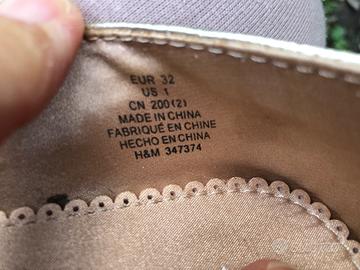 EUR 32
US 1
CN 200(2)
MADE IN CHINA
FABRIQUÉ EN CHINE
HECHO EN CHINA
H&M 347374